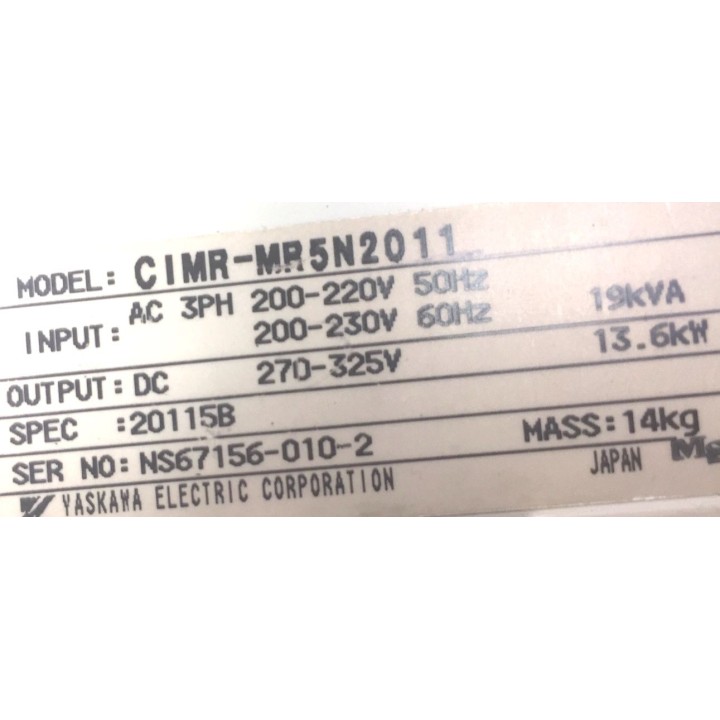 MODEL: CIMR-MR5N2011
INPUT: AC 3PH 200-220V 50Hz
200-230V 60Hz 19kVA
OUTPUT: DC 270-325V 13.6kW
SPEC :20115B
SER NO: NS67156-010-2 MASS:14kg
YASKAWA ELECTRIC CORPORATION JAPAN